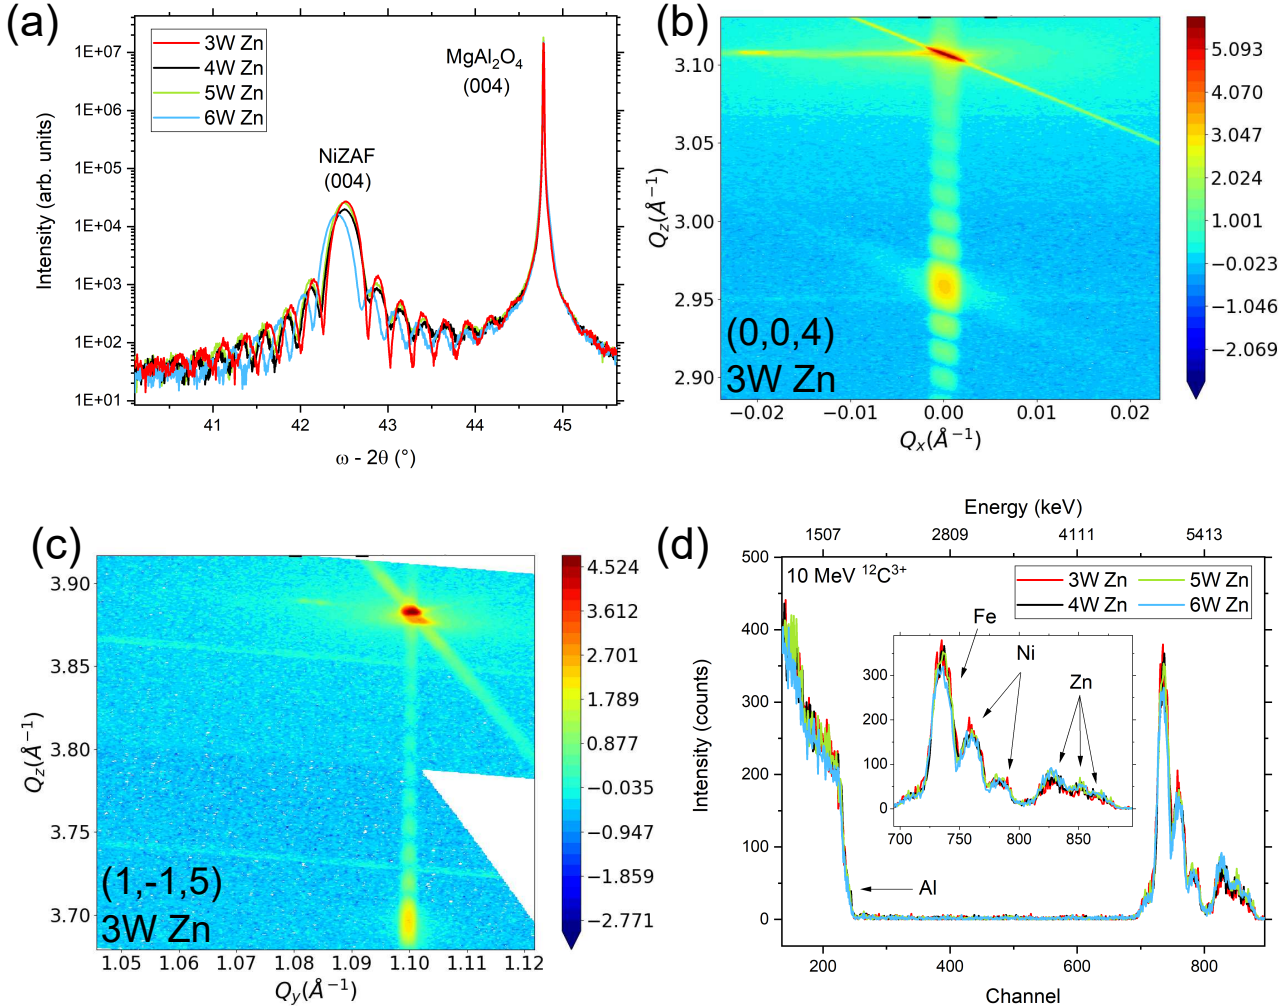 (a)
Intensity (arb. units)
1E+07
1E+06
1E+05
1E+04
1E+03
1E+02
1E+01
3W Zn
4W Zn
5W Zn
6W Zn
MgAl₂O₄
(004)
NiZAF
(004)
41 42 43 44 45
ω - 2θ (°)
(b)
Q_z(Å⁻¹)
3.10
3.05
3.00
2.95
2.90
(0,0,4)
3W Zn
−0.02 −0.01 0.00 0.01 0.02
Q_x(Å⁻¹)
5.093
4.070
3.047
2.024
1.001
−0.023
−1.046
−2.069
(c)
Q_z(Å⁻¹)
3.90
3.85
3.80
3.75
3.70
(1,-1,5)
3W Zn
1.05 1.06 1.07 1.08 1.09 1.10 1.11 1.12
Q_y(Å⁻¹)
4.524
3.612
2.701
1.789
0.877
−0.035
−0.947
−1.859
−2.771
(d)
Energy (keV)
1507 2809 4111 5413
Intensity (counts)
500
400
300
200
100
0
10 MeV ¹²C³⁺
3W Zn 5W Zn
4W Zn 6W Zn
Fe
Ni
Zn
300
200
100
0
700 750 800 850
Al
200 400 600 800
Channel